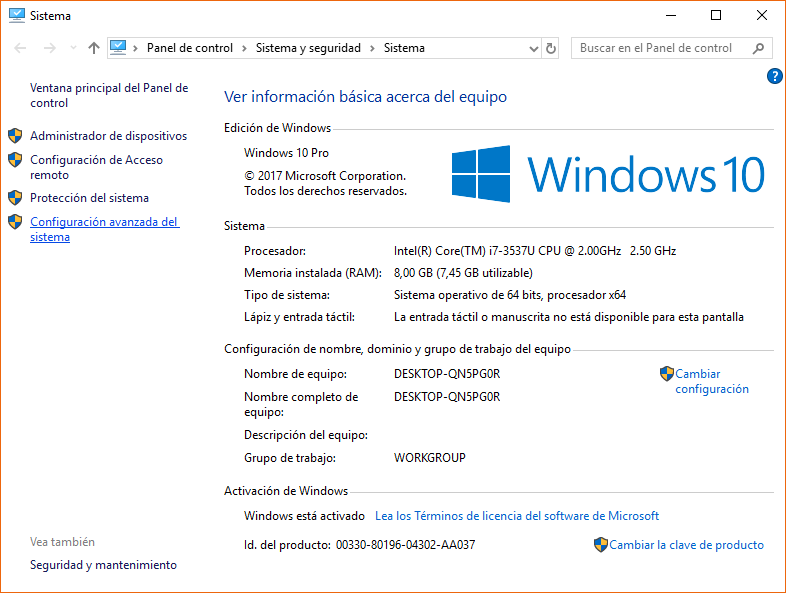 Sistema
Panel de control > Sistema y seguridad > Sistema
Buscar en el Panel de control
?
Ventana principal del Panel de
control
Administrador de dispositivos
Configuración de Acceso
remoto
Protección del sistema
Configuración avanzada del
sistema
Ver información básica acerca del equipo
Edición de Windows
Windows 10 Pro
© 2017 Microsoft Corporation.
Todos los derechos reservados.
Windows 10
Sistema
Procesador: Intel(R) Core(TM) i7-3537U CPU @ 2.00GHz 2.50 GHz
Memoria instalada (RAM): 8,00 GB (7,45 GB utilizable)
Tipo de sistema: Sistema operativo de 64 bits, procesador x64
Lápiz y entrada táctil: La entrada táctil o manuscrita no está disponible para esta pantalla
Configuración de nombre, dominio y grupo de trabajo del equipo
Nombre de equipo: DESKTOP-QN5PG0R
Cambiar
configuración
Nombre completo de
equipo: DESKTOP-QN5PG0R
Descripción del equipo:
Grupo de trabajo: WORKGROUP
Activación de Windows
Windows está activado Lea los Términos de licencia del software de Microsoft
Id. del producto: 00330-80196-04302-AA037
Cambiar la clave de producto
Vea también
Seguridad y mantenimiento